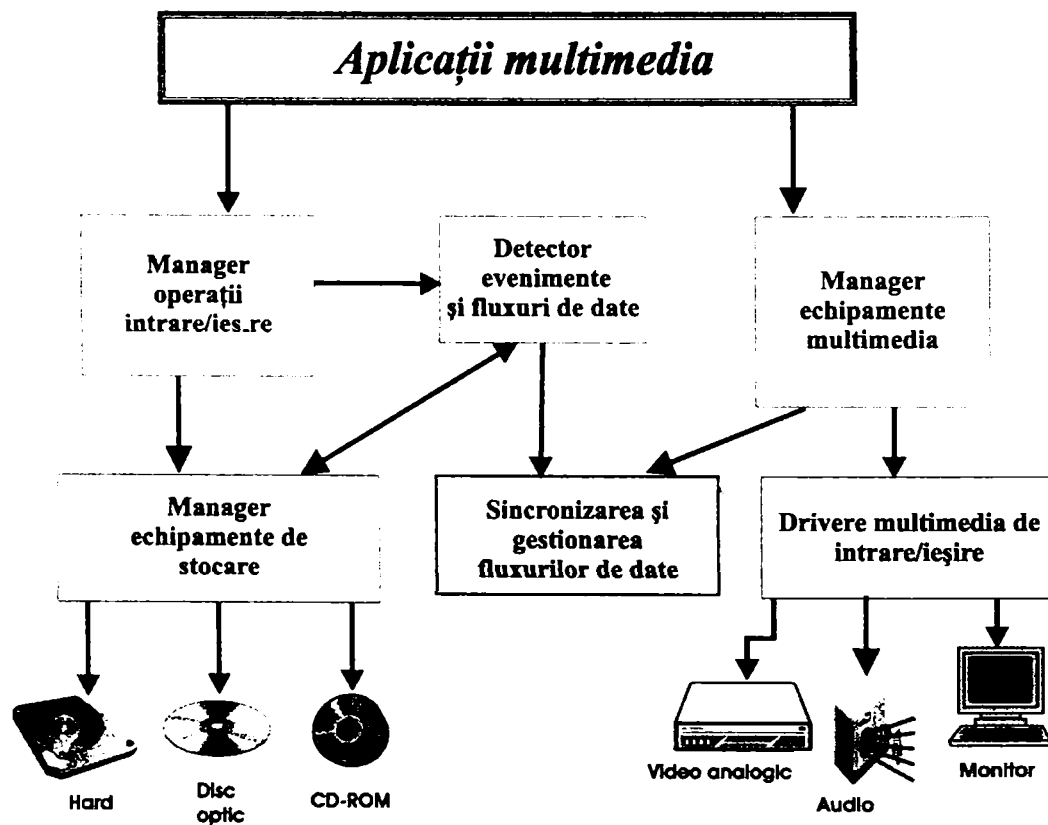 Aplicații multimedia
Manager
operații
intrare/ies.re
Detector
evenimente
și fluxuri de date
Manager
echipamente
multimedia
Manager
echipamente de
stocare
Sincronizarea și
gestionarea
fluxurilor de date
Drivere multimedia de
intrare/ieșire
Hard
Disc
optic
CD-ROM
Video analogic
Audio
Monitor